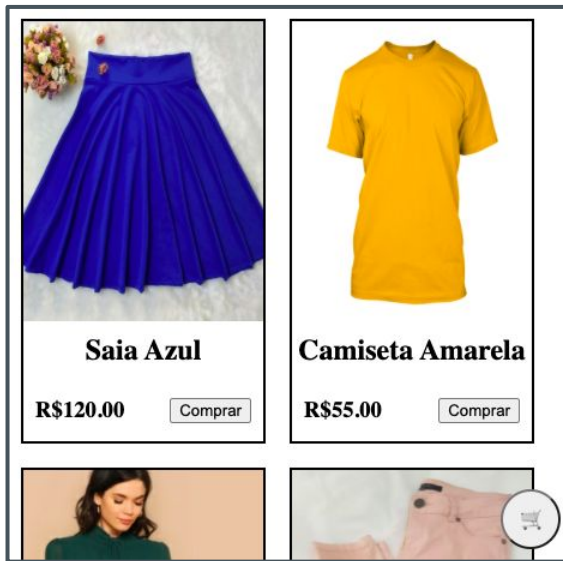 Saia Azul
R$120.00
Comprar
Camiseta Amarela
R$55.00
Comprar